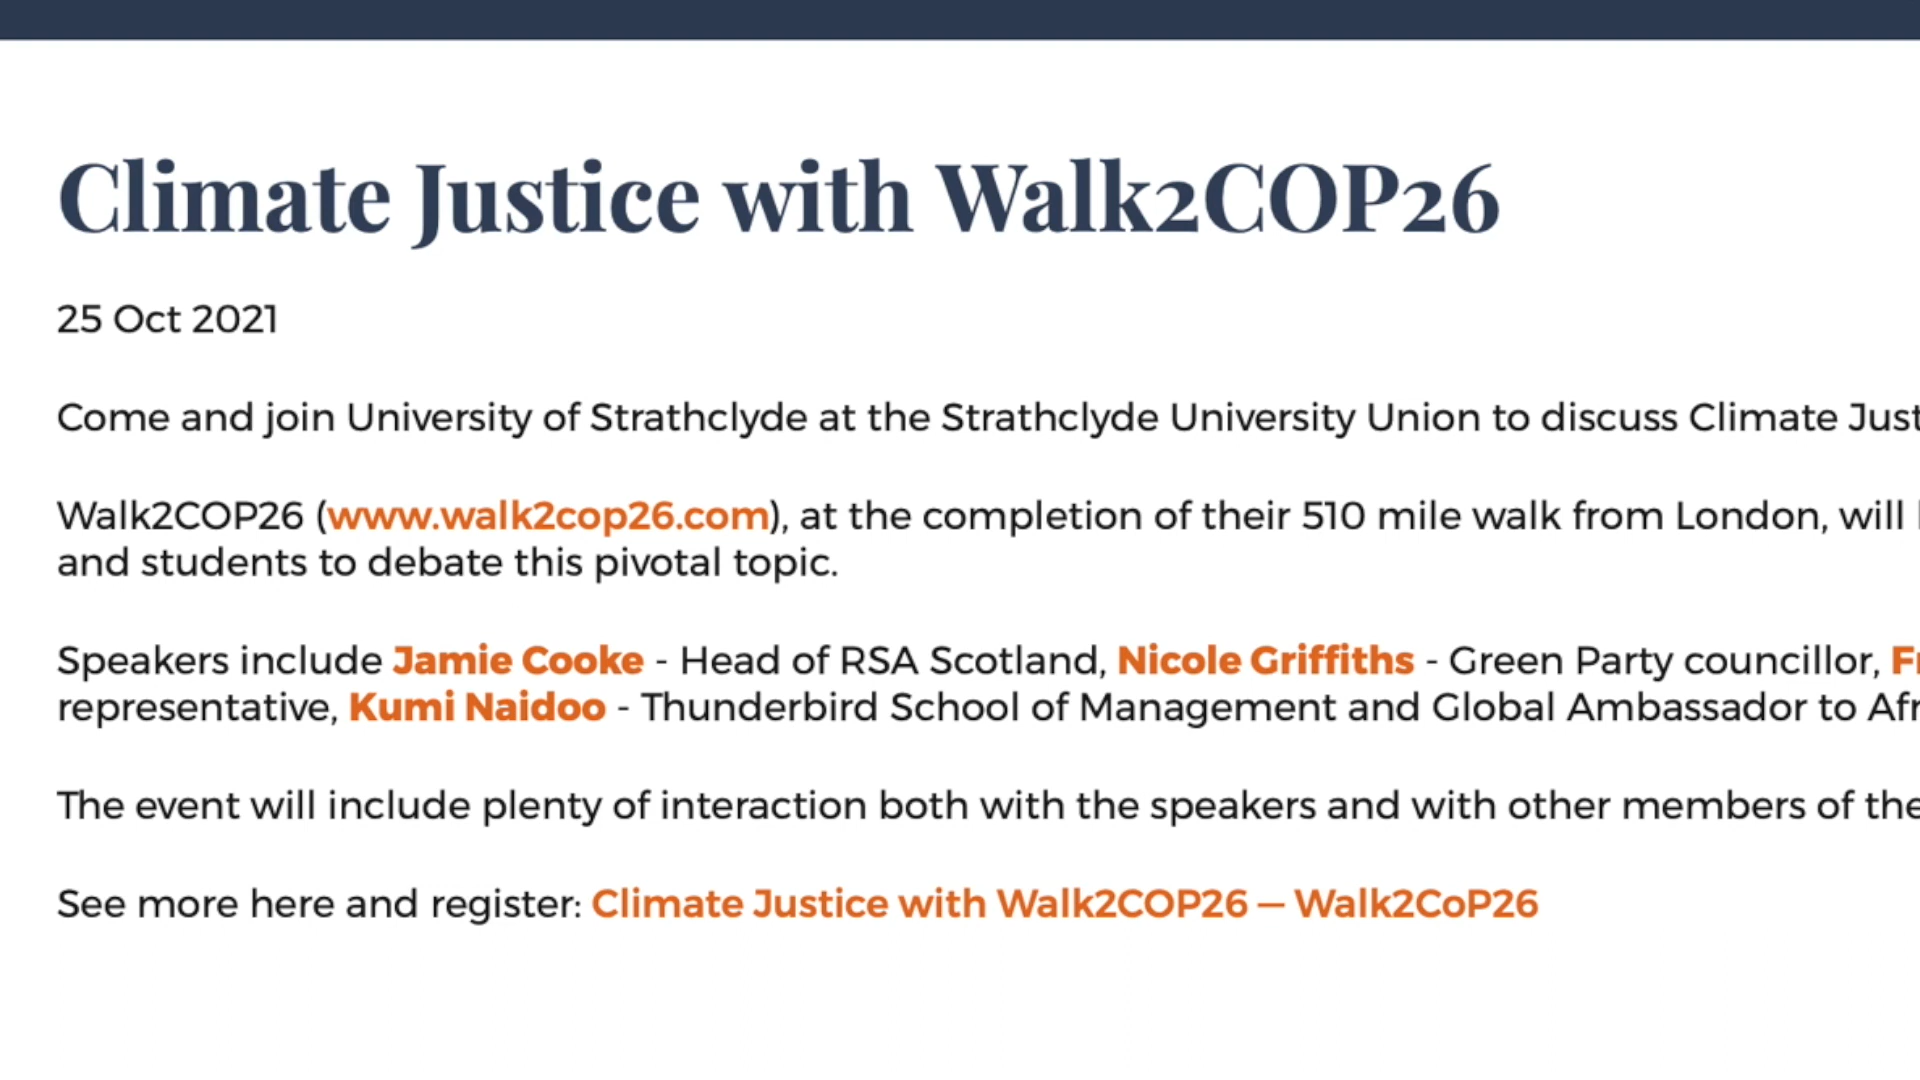 Climate Justice with Walk2COP26
25 Oct 2021
Come and join University of Strathclyde at the Strathclyde University Union to discuss Climate
Walk2COP26 (www.walk2cop26.com), at the completion of their 510 mile walk from London, will
and students to debate this pivotal topic.
Speakers include Jamie Cooke - Head of RSA Scotland, Nicole Griffiths - Green Party councillor,
representative, Kumi Naidoo - Thunderbird School of Management and Global Ambassador to
The event will include plenty of interaction both with the speakers and with other members of the
See more here and register: Climate Justice with Walk2COP26 — Walk2CoP26